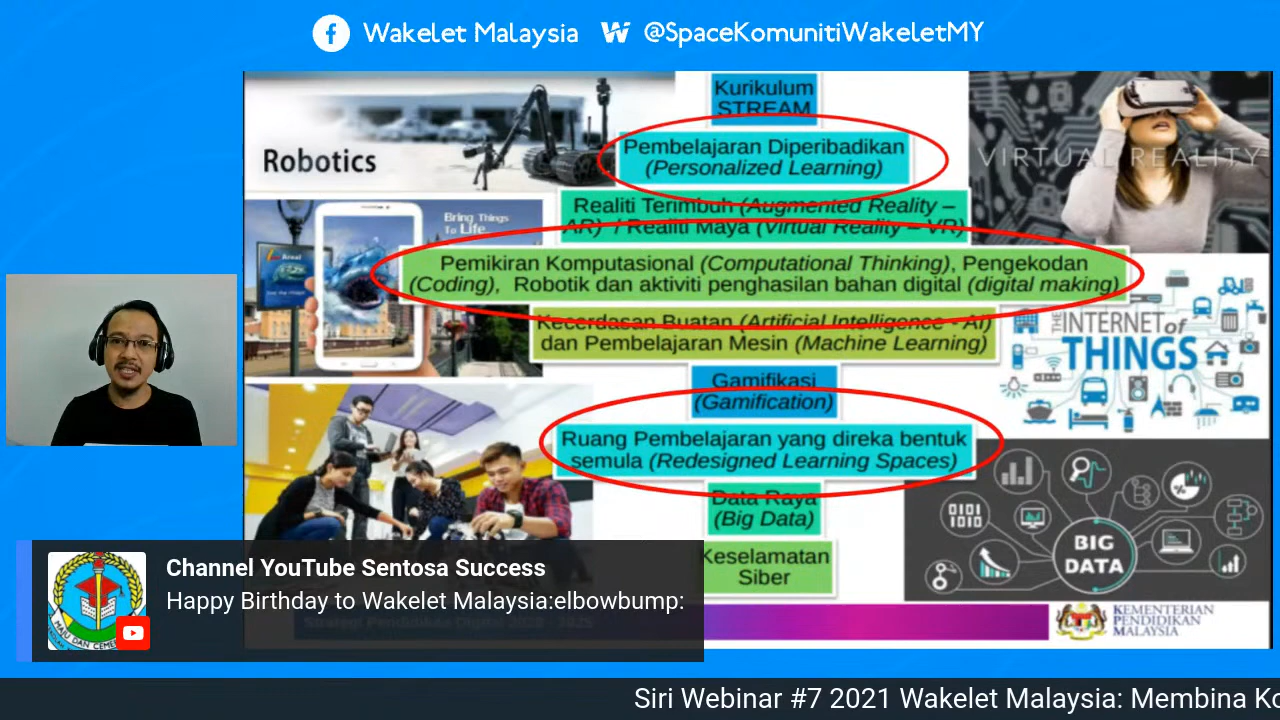 Wakelet Malaysia
@SpaceKomunitiWakeletMY
Kurikulum
STREAM
Robotics
Pembelajaran Diperibadikan
(Personalized Learning)
VIRTUAL REALITY
Realiti Terimbuh (Augmented Reality –
AR) / Realiti Maya (Virtual Reality – VR)
Bring Things
To Life
Pemikiran Komputasional (Computational Thinking), Pengekodan
(Coding), Robotik dan aktiviti penghasilan bahan digital (digital making)
Kecerdasan Buatan (Artificial Intelligence - AI)
dan Pembelajaran Mesin (Machine Learning)
THE INTERNET of
THINGS
Gamifikasi
(Gamification)
Ruang Pembelajaran yang direka bentuk
semula (Redesigned Learning Spaces)
Data Raya
(Big Data)
BIG
DATA
Keselamatan
Siber
KEMENTERIAN
PENDIDIKAN
MALAYSIA
Channel YouTube Sentosa Success
Happy Birthday to Wakelet Malaysia:elbowbump:
Siri Webinar #7 2021 Wakelet Malaysia: Membina Ko